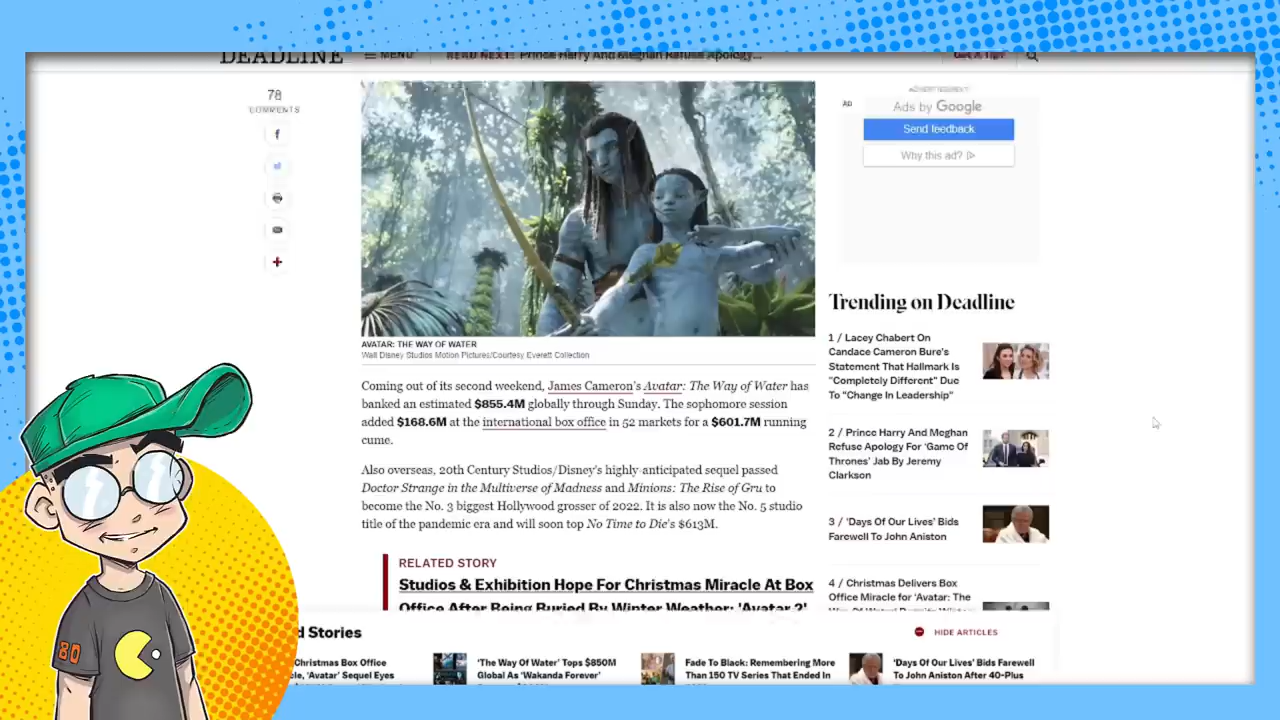 DEADLINE
MENU
READ NEXT: Prince Harry And Meghan Refuse Apology...
Got A Tip?
78
COMMENTS
ADVERTISEMENT
AD
Ads by Google
Send feedback
Why this ad?
AVATAR: THE WAY OF WATER
Walt Disney Studios Motion Pictures/Courtesy Everett Collection
Coming out of its second weekend, James Cameron's Avatar: The Way of Water has
banked an estimated $855.4M globally through Sunday. The sophomore session
added $168.6M at the international box office in 52 markets for a $601.7M running
cume.
Also overseas, 20th Century Studios/Disney's highly-anticipated sequel passed
Doctor Strange in the Multiverse of Madness and Minions: The Rise of Gru to
become the No. 3 biggest Hollywood grosser of 2022. It is also now the No. 5 studio
title of the pandemic era and will soon top No Time to Die's $613M.
RELATED STORY
Studios & Exhibition Hope For Christmas Miracle At Box
Office After Being Buried By Winter Weather: 'Avatar 2'
Trending on Deadline
1 / Lacey Chabert On
Candace Cameron Bure's
Statement That Hallmark Is
"Completely Different" Due
To "Change In Leadership"
2 / Prince Harry And Meghan
Refuse Apology For 'Game Of
Thrones' Jab By Jeremy
Clarkson
3 / 'Days Of Our Lives' Bids
Farewell To John Aniston
4 / Christmas Delivers Box
Office Miracle for 'Avatar: The
d Stories
HIDE ARTICLES
Christmas Box Office
le, 'Avatar' Sequel Eyes
'The Way Of Water' Tops $850M
Global As 'Wakanda Forever'
Fade To Black: Remembering More
Than 150 TV Series That Ended In
'Days Of Our Lives' Bids Farewell
To John Aniston After 40-Plus
80